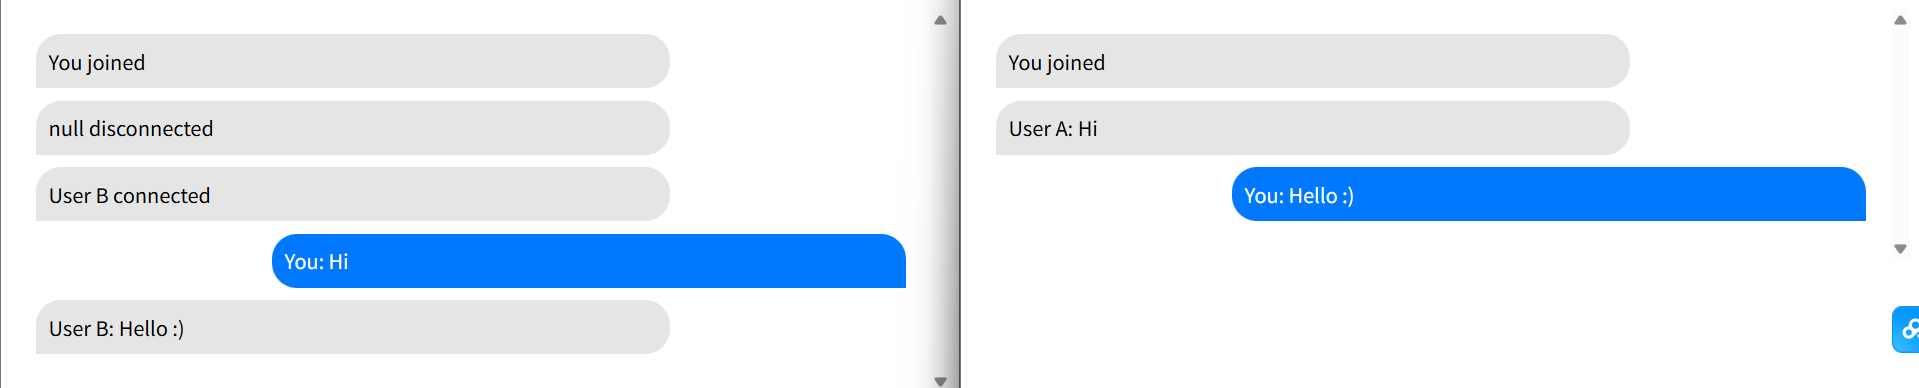 You joined
null disconnected
User B connected
You: Hi
User B: Hello :)
You joined
User A: Hi
You: Hello :)